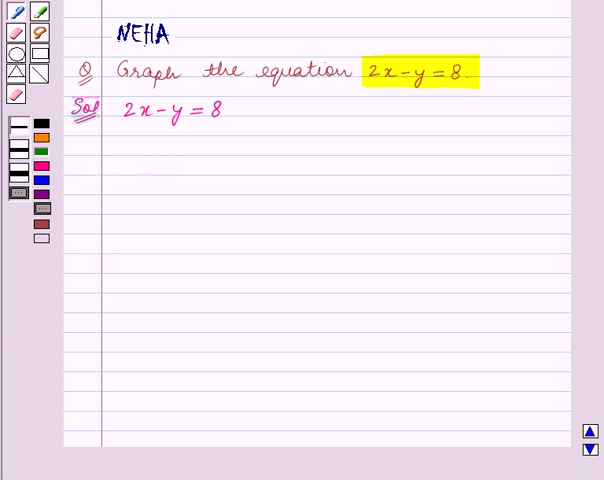 NEHA
Q Graph the equation 2x - y = 8.
Sol 2x - y = 8